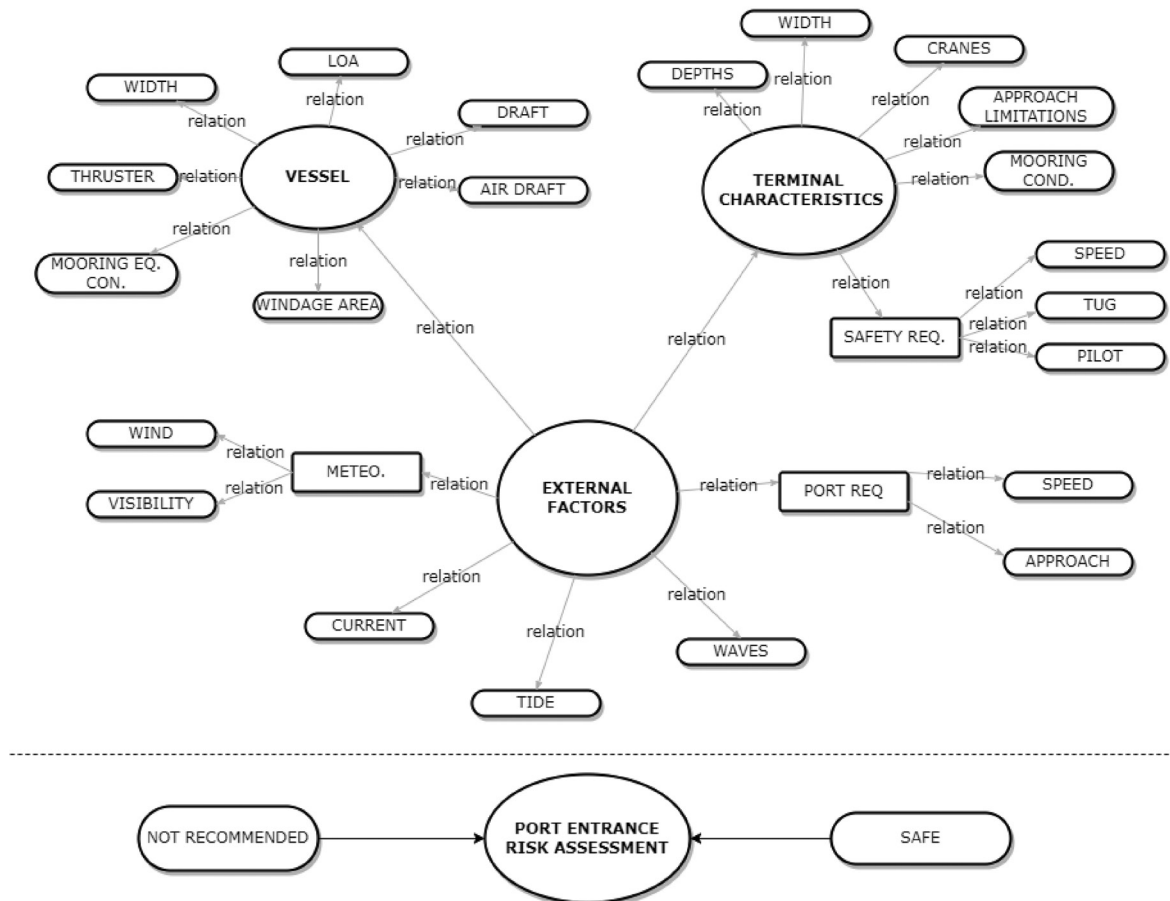 WIDTH
relation
LOA
relation
DRAFT
relation
THRUSTER
relation
VESSEL
relation
AIR DRAFT
relation
MOORING EQ.
CON.
relation
WINDAGE AREA
relation
DEPTHS
relation
WIDTH
relation
CRANES
relation
APPROACH
LIMITATIONS
relation
TERMINAL
CHARACTERISTICS
relation
MOORING
COND.
relation
SAFETY REQ.
relation
SPEED
relation
TUG
relation
PILOT
relation
relation
WIND
relation
METEO.
relation
VISIBILITY
relation
EXTERNAL
FACTORS
relation
PORT REQ
relation
SPEED
relation
APPROACH
relation
CURRENT
relation
TIDE
relation
WAVES
NOT RECOMMENDED
PORT ENTRANCE
RISK ASSESSMENT
SAFE